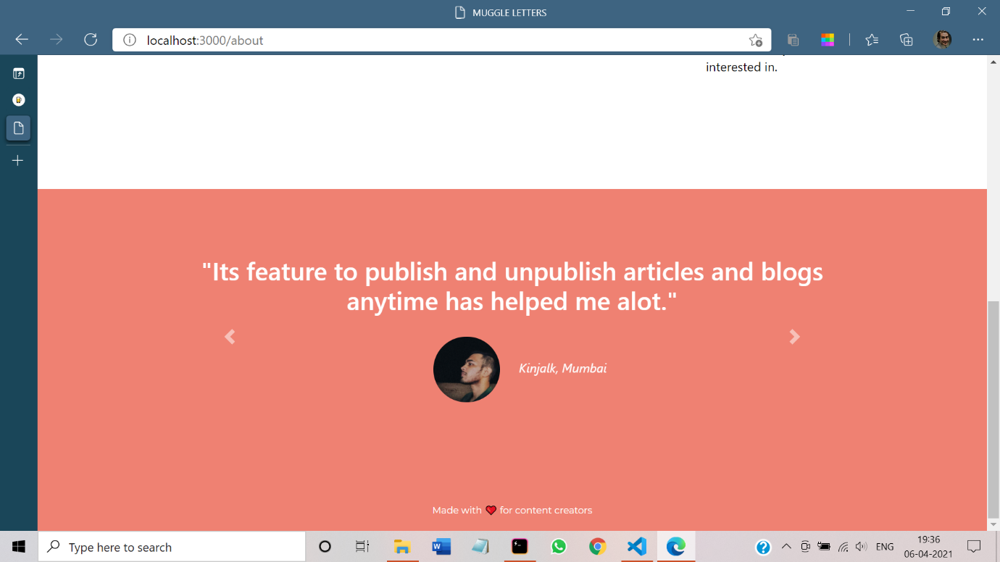 MUGGLE LETTERS
localhost:3000/about
interested in.
"Its feature to publish and unpublish articles and blogs
anytime has helped me alot."
Kinjalk, Mumbai
Made with ❤ for content creators
Type here to search
ENG
19:36
06-04-2021